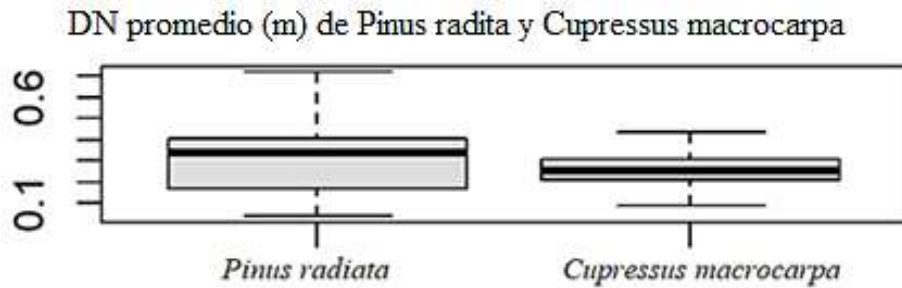 DN promedio (m) de Pinus radita y Cupressus macrocarpa
0.6
0.1
Pinus radiata
Cupressus macrocarpa